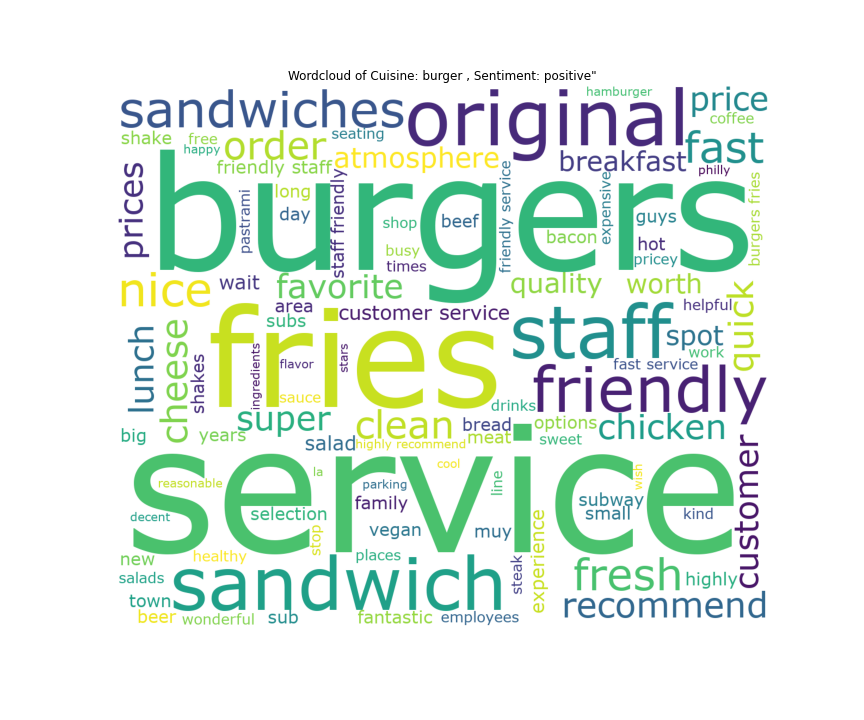 Wordcloud of Cuisine: burger , Sentiment: positive"
sandwiches
original
hamburger
price
coffee
shake
free
happy
order
seating
friendly staff
atmosphere
breakfast
fast
philly
prices
burgers
pastrami
long
day
staff friendly
shop
busy
times
beef
friendly service
bacon
expensive
guys
hot
pricey
burgers fries
nice
wait
favorite
quality
worth
area
subs
customer service
helpful
quick
lunch
cheese
shakes
fries
ingredients
flavor
stars
sauce
staff
spot
work
fast service
friendly
drinks
super
clean
bread
options
chicken
big
years
salad
highly recommend
meat
sweet
customer
service
la
cool
reasonable
parking
line
wish
decent
selection
family
subway
small
kind
stop
vegan
muy
experience
new
healthy
places
steak
salads
sandwich
fresh
highly
town
recommend
beer
wonderful
sub
fantastic
employees